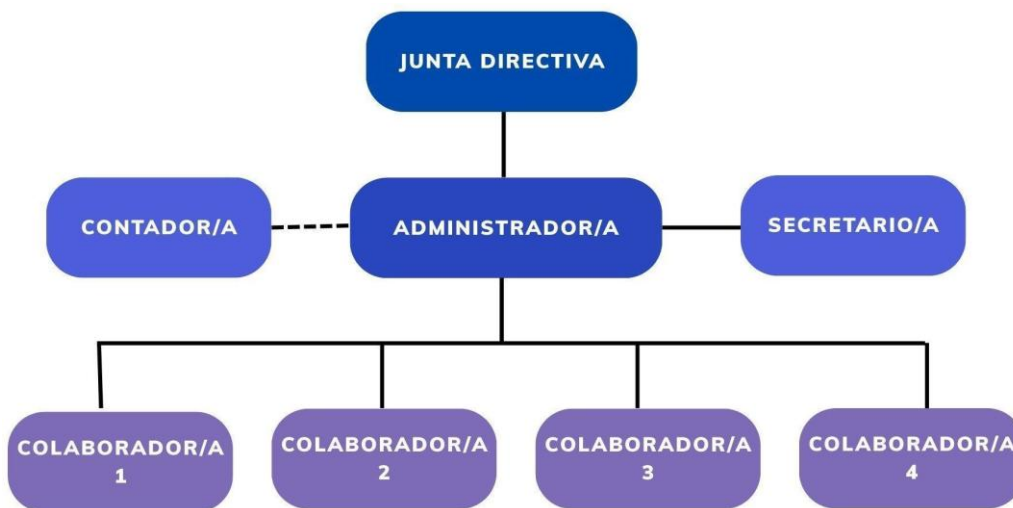 JUNTA DIRECTIVA
CONTADOR/A
ADMINISTRADOR/A
SECRETARIO/A
COLABORADOR/A
1
COLABORADOR/A
2
COLABORADOR/A
3
COLABORADOR/A
4